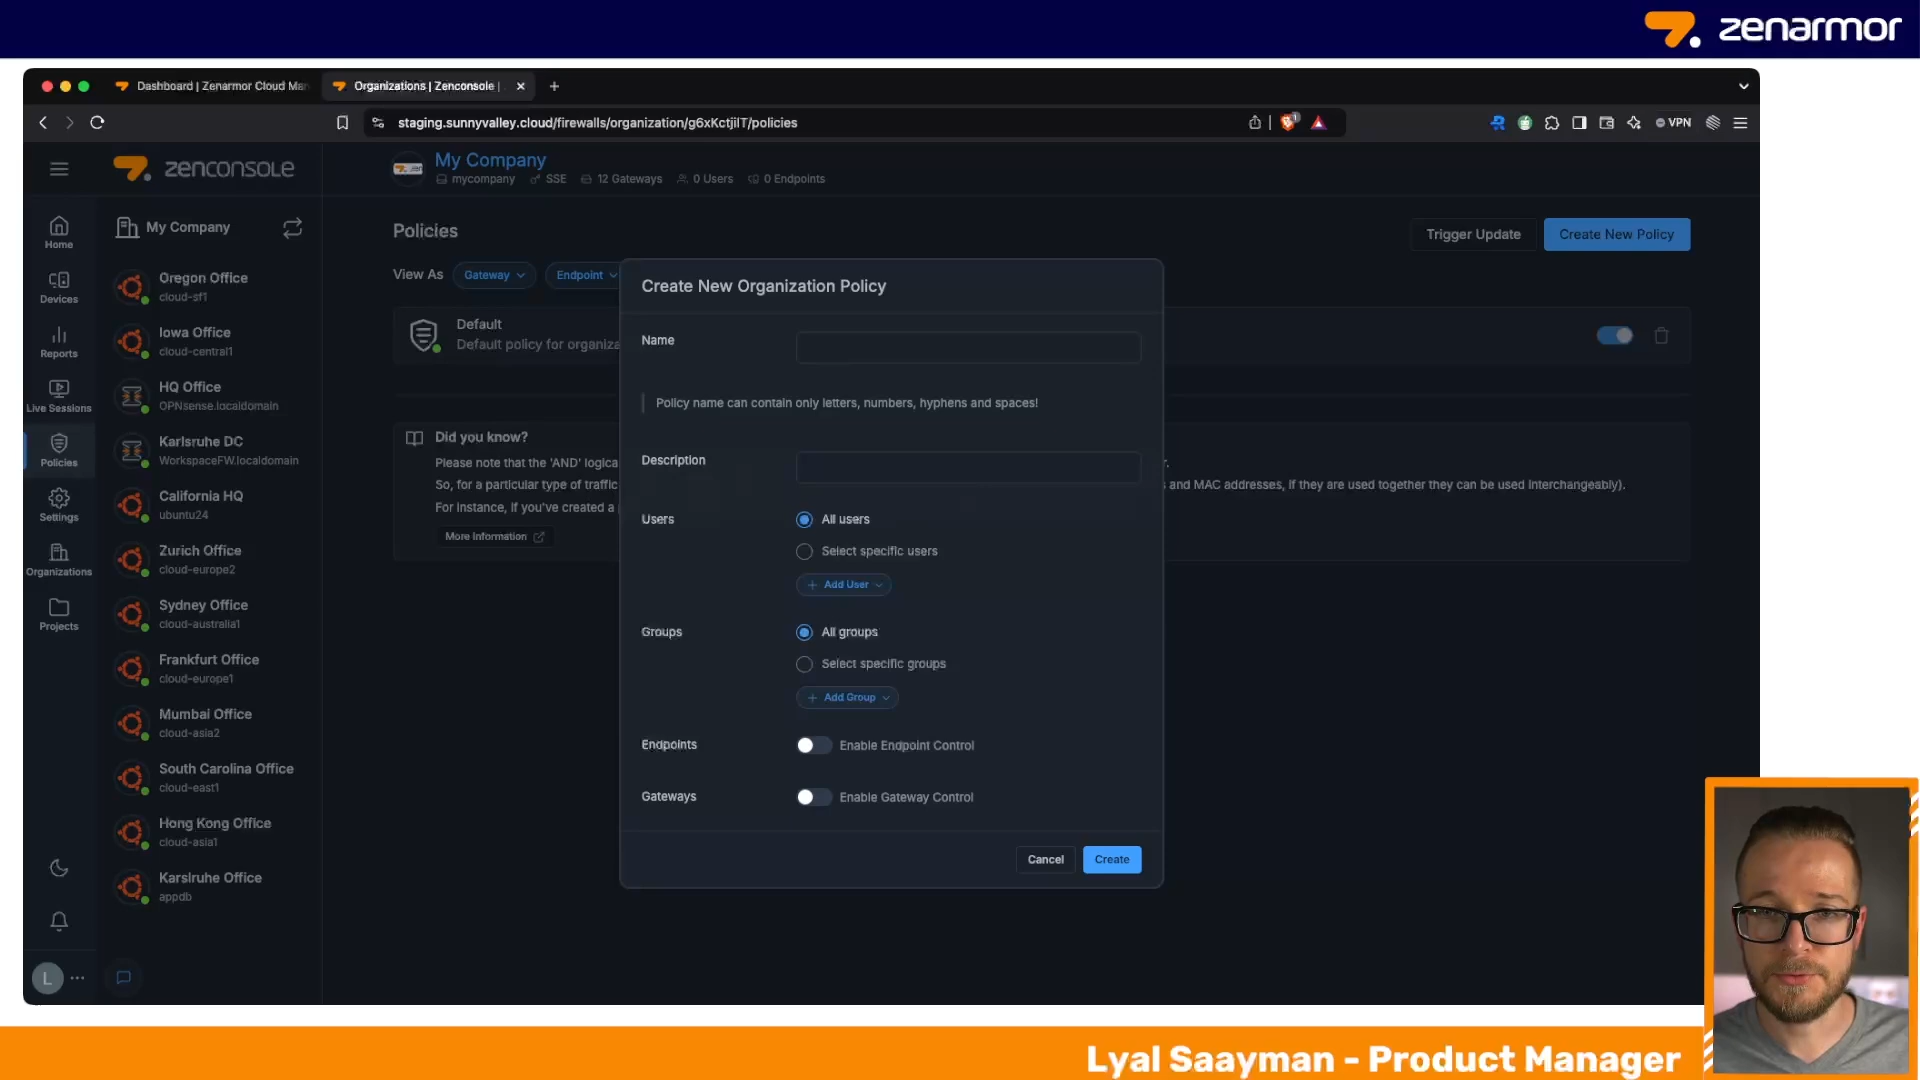 zenarmor
Dashboard | Zenarmor Cloud Man
Organizations | Zenconsole |
staging.sunnyvalley.cloud/firewalls/organization/g6xKctjiIT/policies
1
VPN
zenconsole
My Company
mycompany
SSE
12 Gateways
0 Users
0 Endpoints
Home
Devices
Reports
Live Sessions
Policies
Settings
Organizations
Projects
L
My Company
Oregon Office
cloud-sf1
Iowa Office
cloud-central1
HQ Office
OPNsense.localdomain
Karlsruhe DC
WorkspaceFW.localdomain
California HQ
ubuntu24
Zurich Office
cloud-europe2
Sydney Office
cloud-australia1
Frankfurt Office
cloud-europe1
Mumbai Office
cloud-asia2
South Carolina Office
cloud-east1
Hong Kong Office
cloud-asia1
Karslruhe Office
appdb
Policies
Trigger Update
Create New Policy
View As
Gateway
Endpoint
Default
Default policy for organiza
Did you know?
Please note that the 'AND' logica
r.
So, for a particular type of traffic
and MAC addresses, if they are used together they can be used interchangeably).
For instance, if you've created a
More Information
Create New Organization Policy
Name
Policy name can contain only letters, numbers, hyphens and spaces!
Description
Users
All users
Select specific users
+ Add User
Groups
All groups
Select specific groups
+ Add Group
Endpoints
Enable Endpoint Control
Gateways
Enable Gateway Control
Cancel
Create
Lyal Saayman - Product Manager